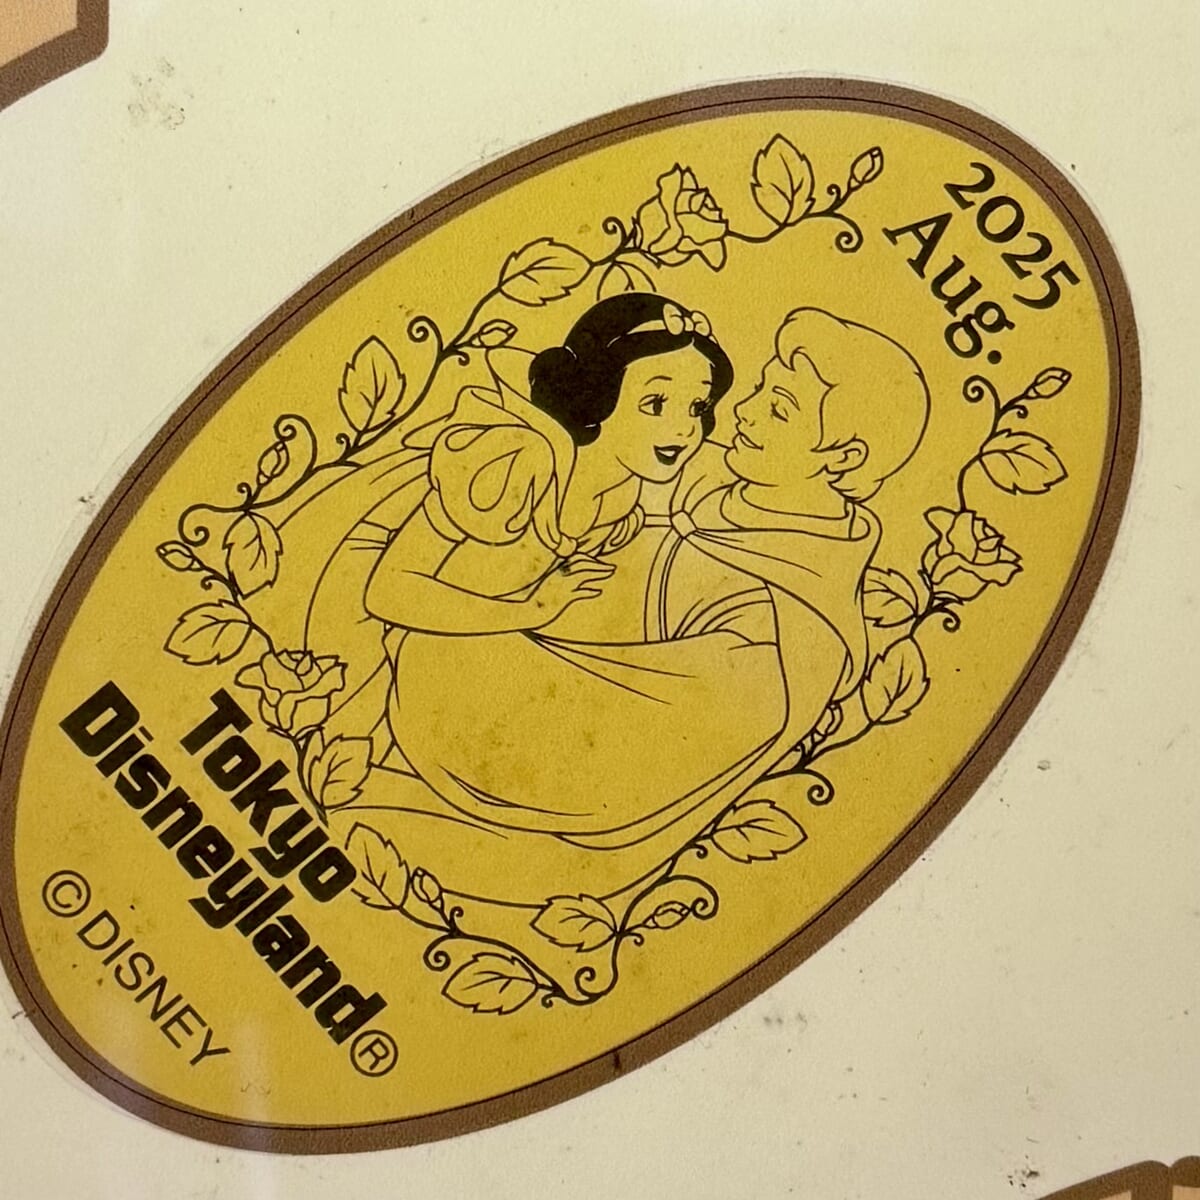 2025
Aug.
Tokyo
Disneyland®
©DISNEY